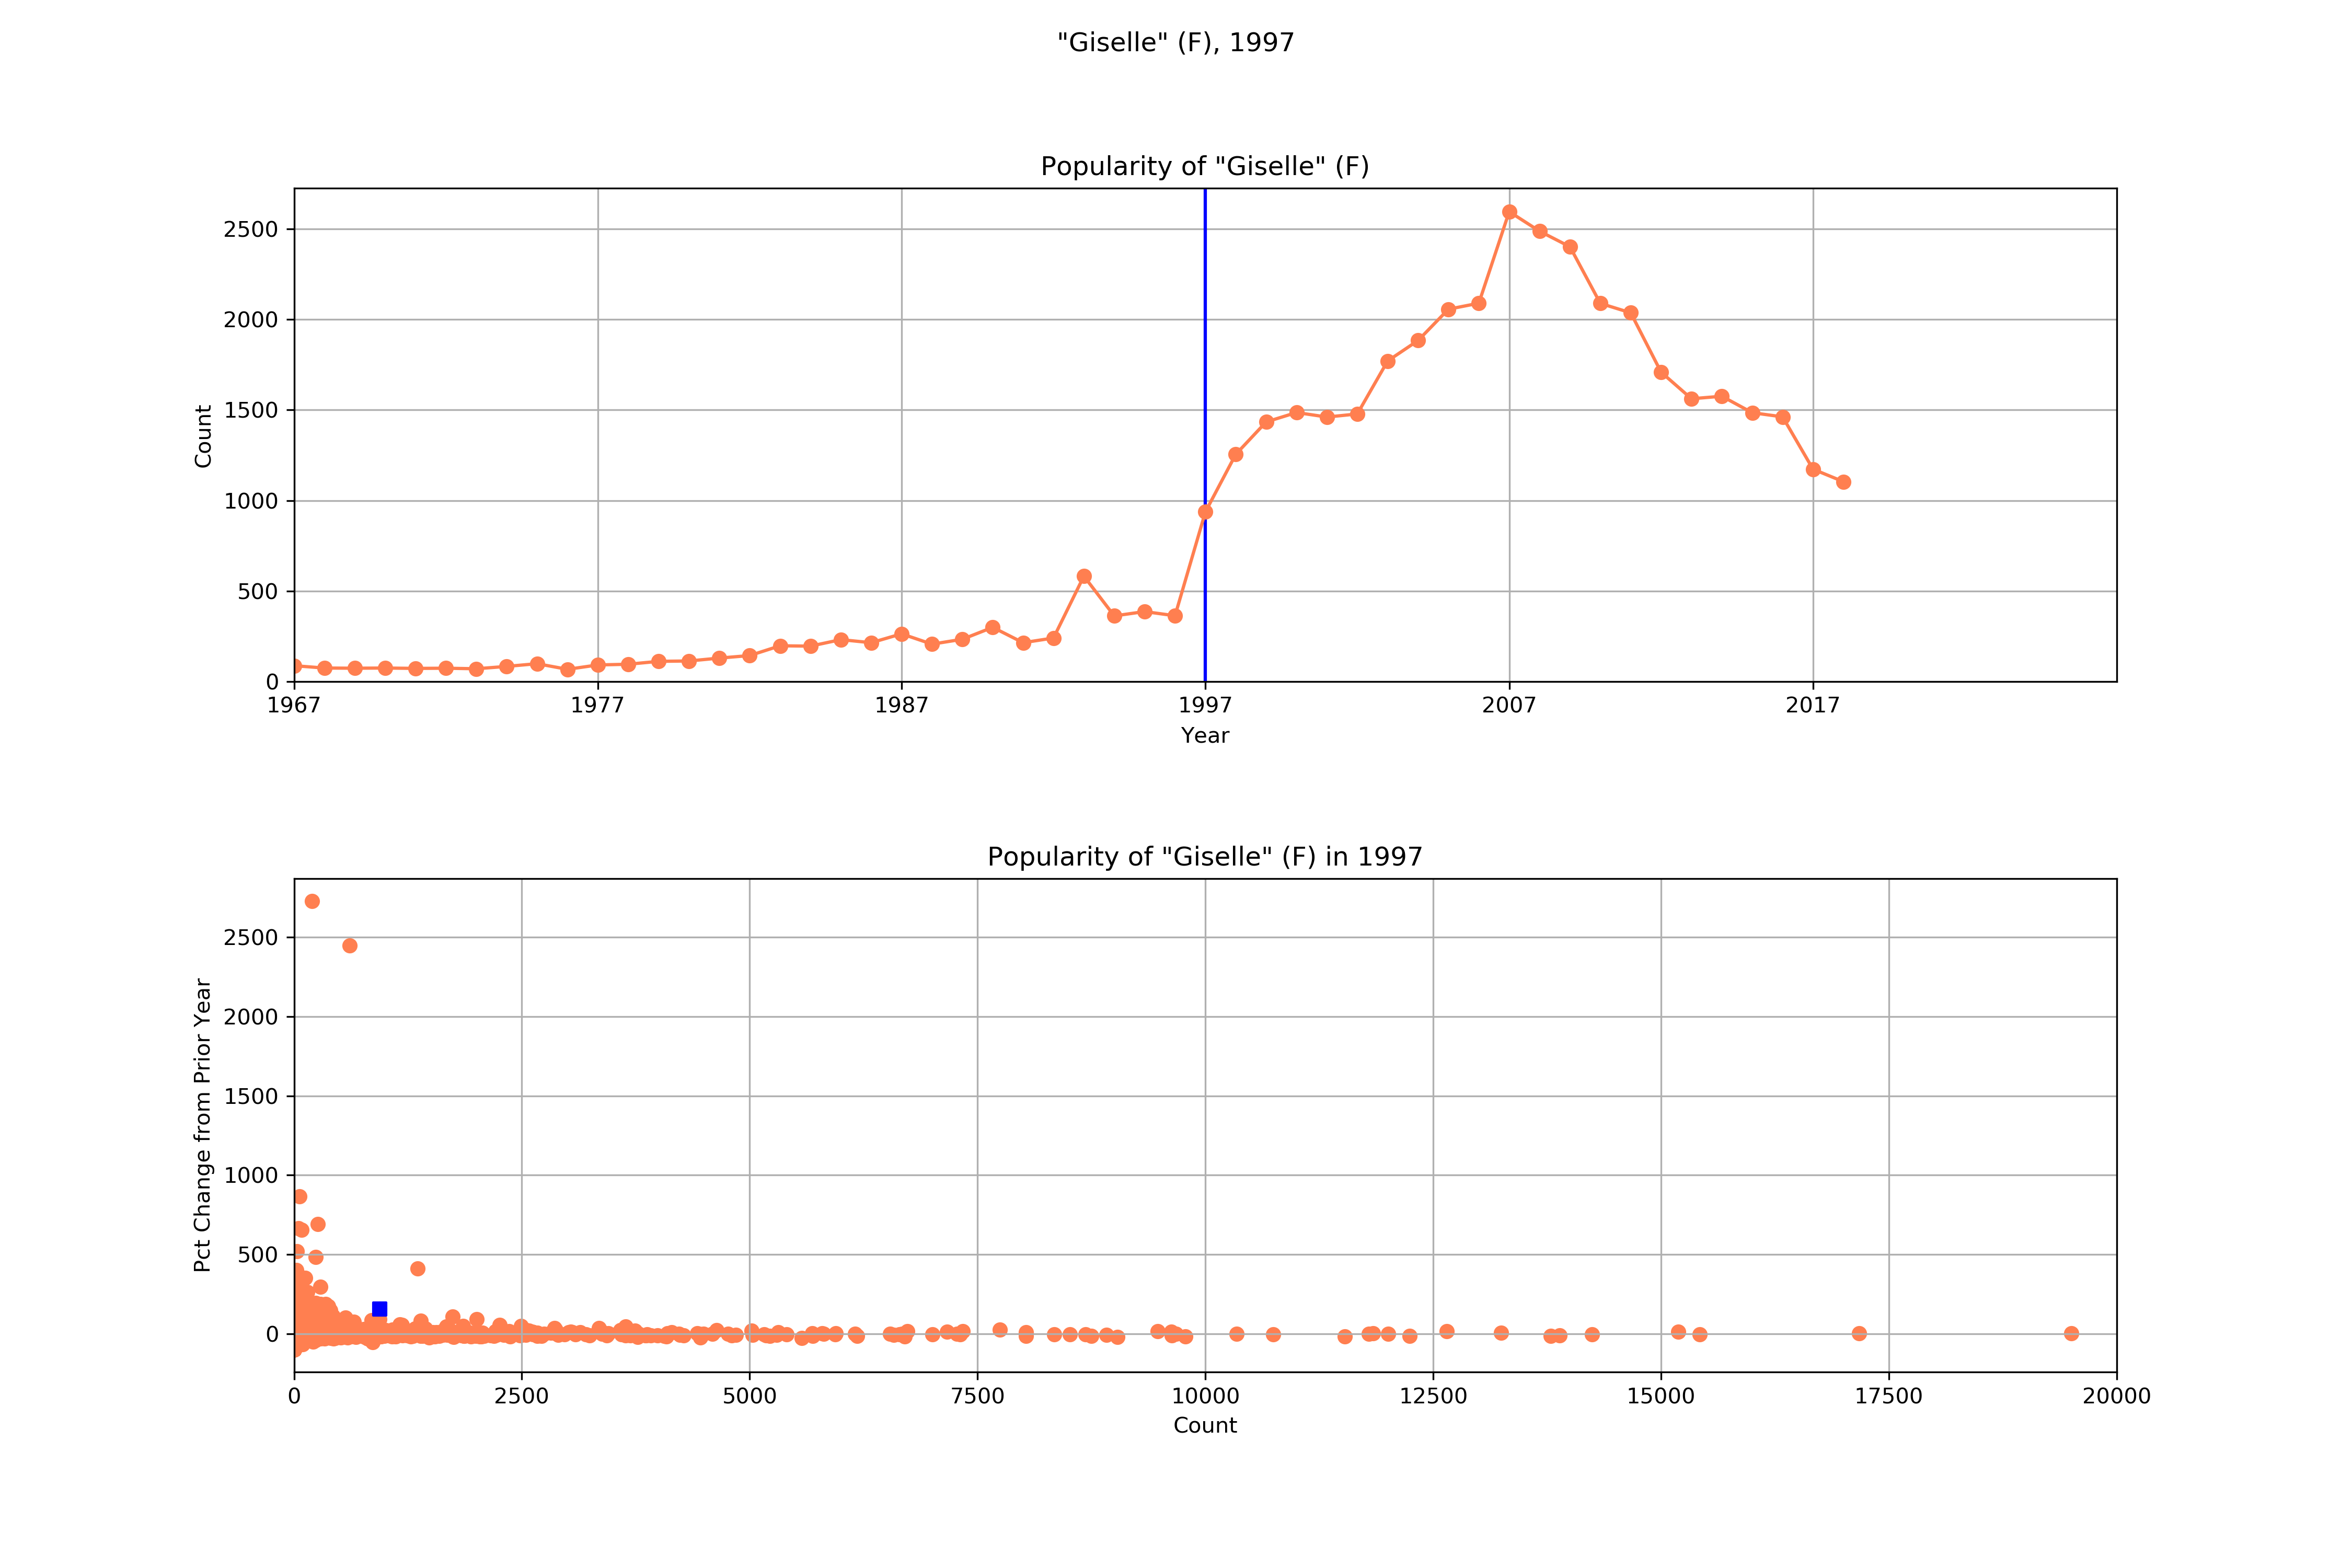 "Giselle" (F), 1997
Popularity of "Giselle" (F)
2500
2000
1500
1000
500
0
Count
1967 1977 1987 1997 2007 2017
Year
Popularity of "Giselle" (F) in 1997
2500
2000
1500
1000
500
0
Pct Change from Prior Year
0 2500 5000 7500 10000 12500 15000 17500 20000
Count